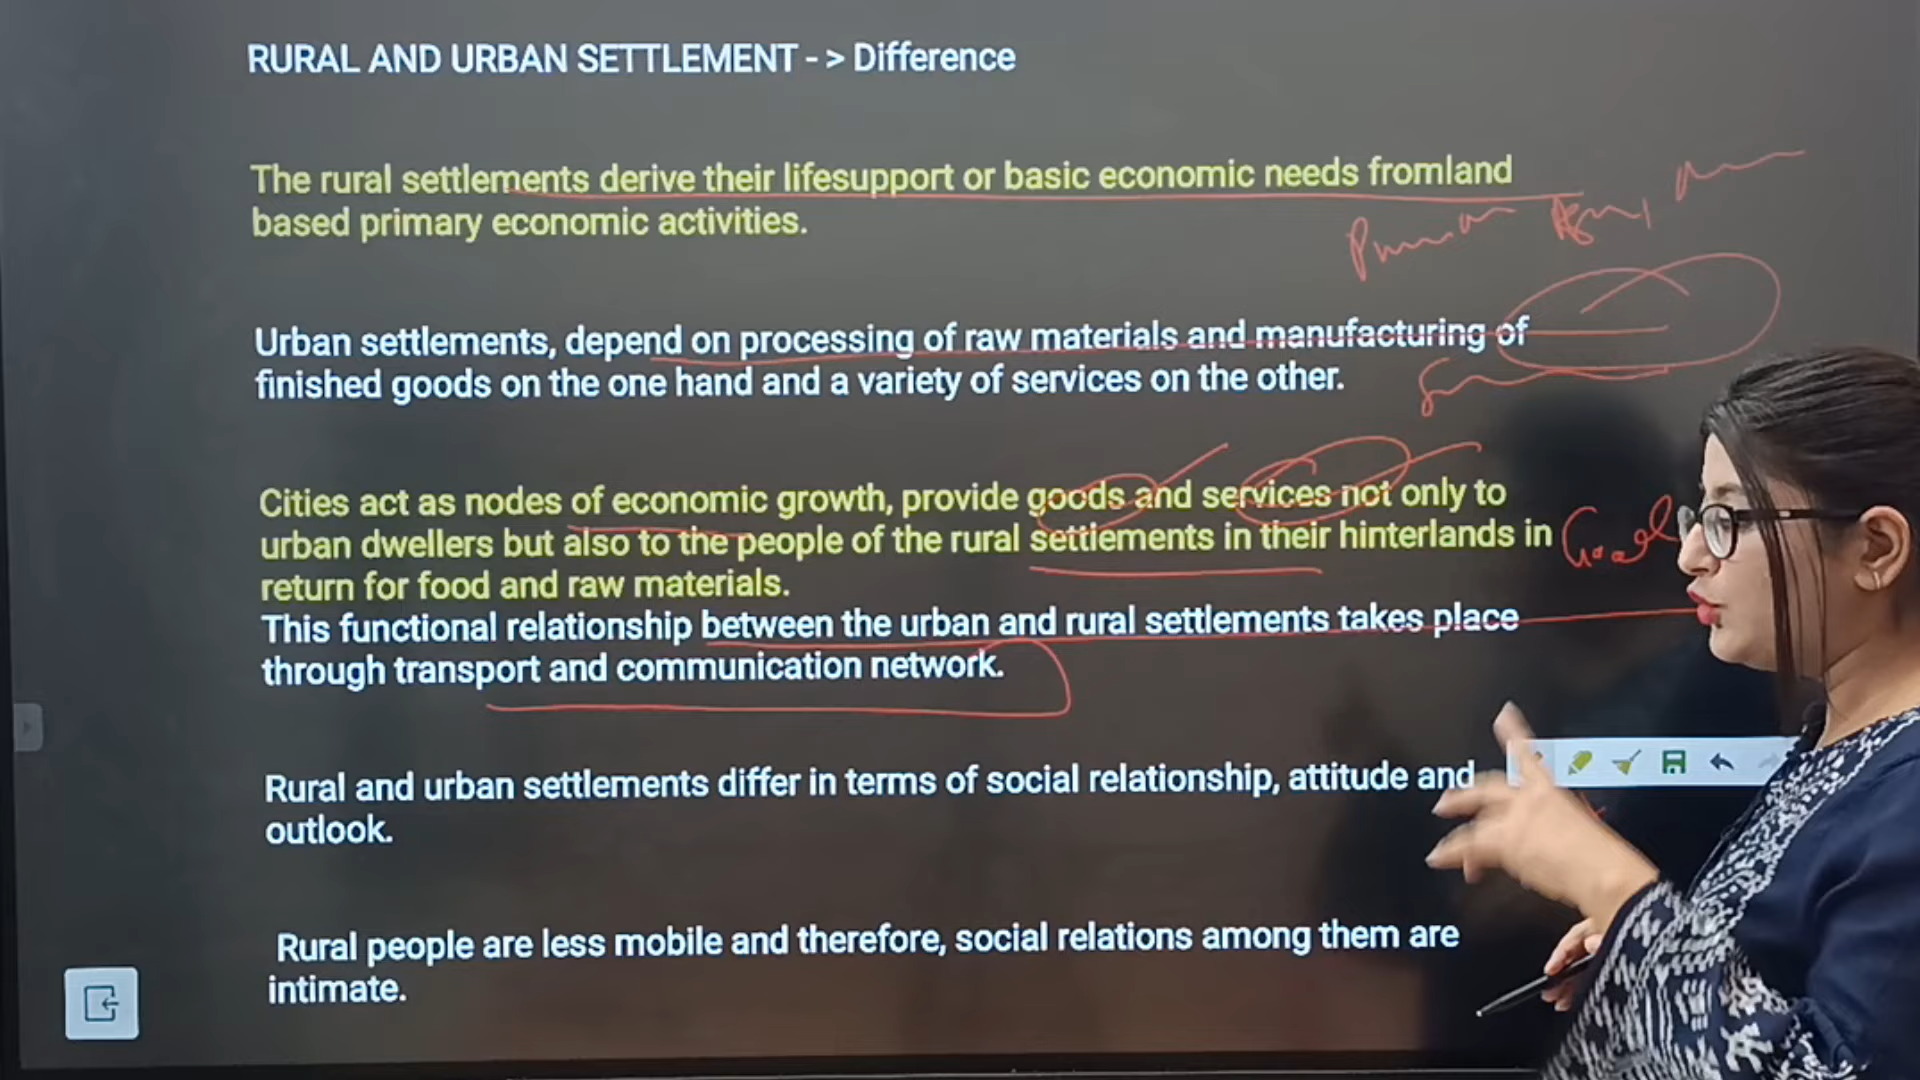 RURAL AND URBAN SETTLEMENT - > Difference
The rural settlements derive their lifesupport or basic economic needs fromland
based primary economic activities.
Urban settlements, depend on processing of raw materials and manufacturing of
finished goods on the one hand and a variety of services on the other.
Cities act as nodes of economic growth, provide goods and services not only to
urban dwellers but also to the people of the rural settlements in their hinterlands in
return for food and raw materials.
This functional relationship between the urban and rural settlements takes place
through transport and communication network.
Rural and urban settlements differ in terms of social relationship, attitude and
outlook.
Rural people are less mobile and therefore, social relations among them are
intimate.